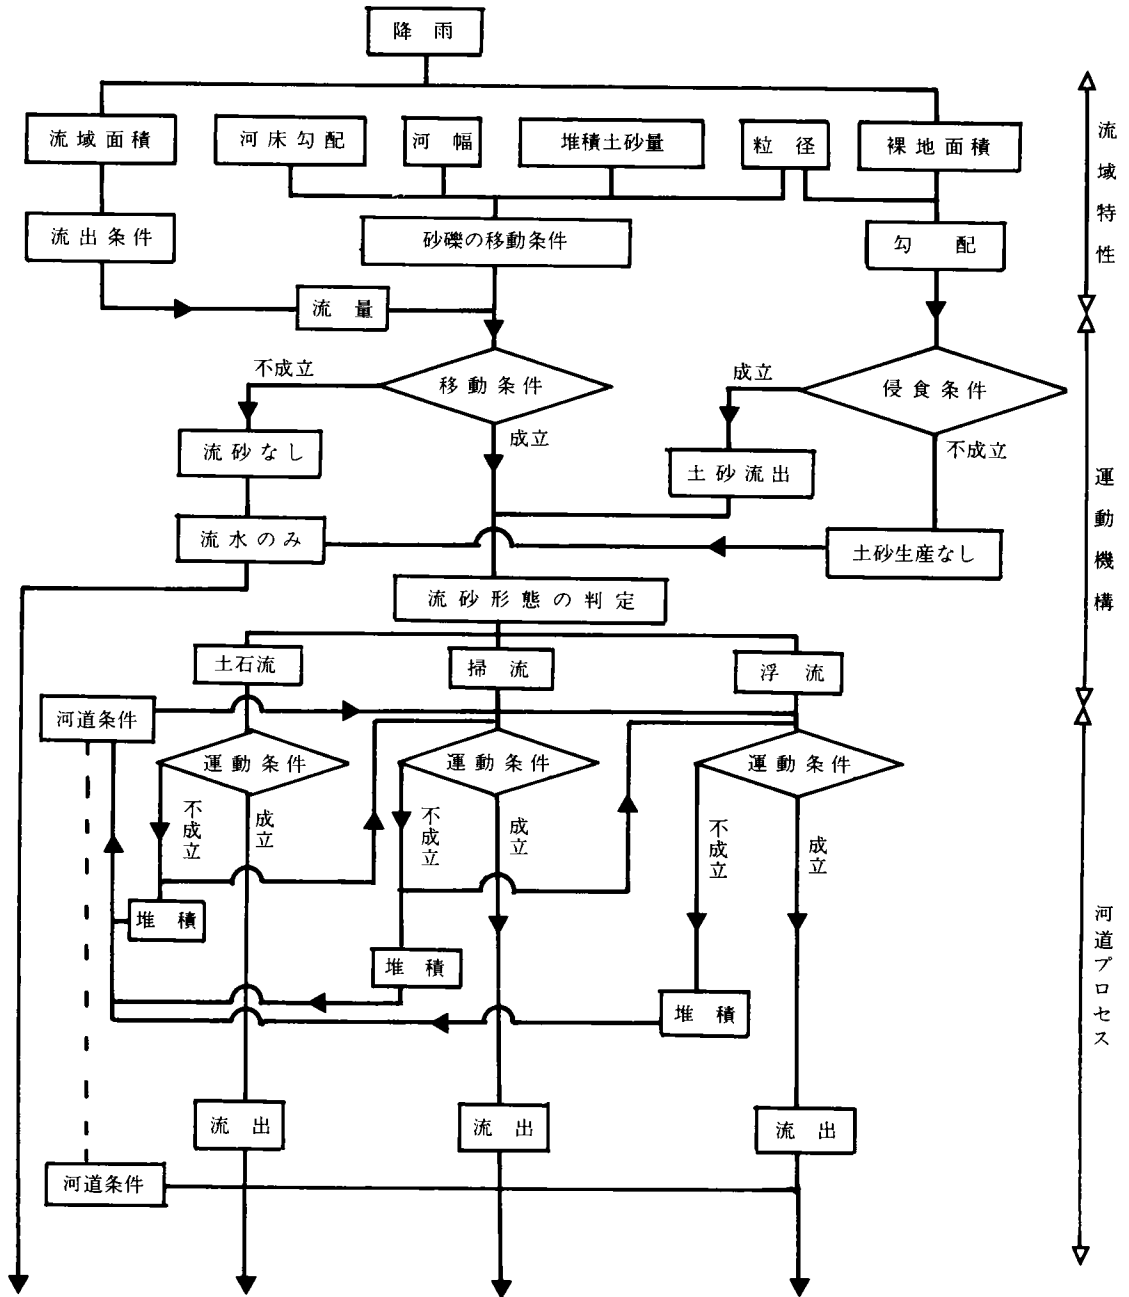 降雨
流域面積
河床勾配
河幅
堆積土砂量
粒径
裸地面積
流出条件
砂礫の移動条件
勾配
流量
流域特性
移動条件
不成立
成立
侵食条件
成立
不成立
流砂なし
土砂流出
流水のみ
土砂生産なし
流砂形態の判定
運動機構
土石流
掃流
浮流
河道条件
運動条件
運動条件
運動条件
不成立
成立
不成立
成立
不成立
成立
堆積
堆積
堆積
河道プロセス
流出
流出
流出
河道条件